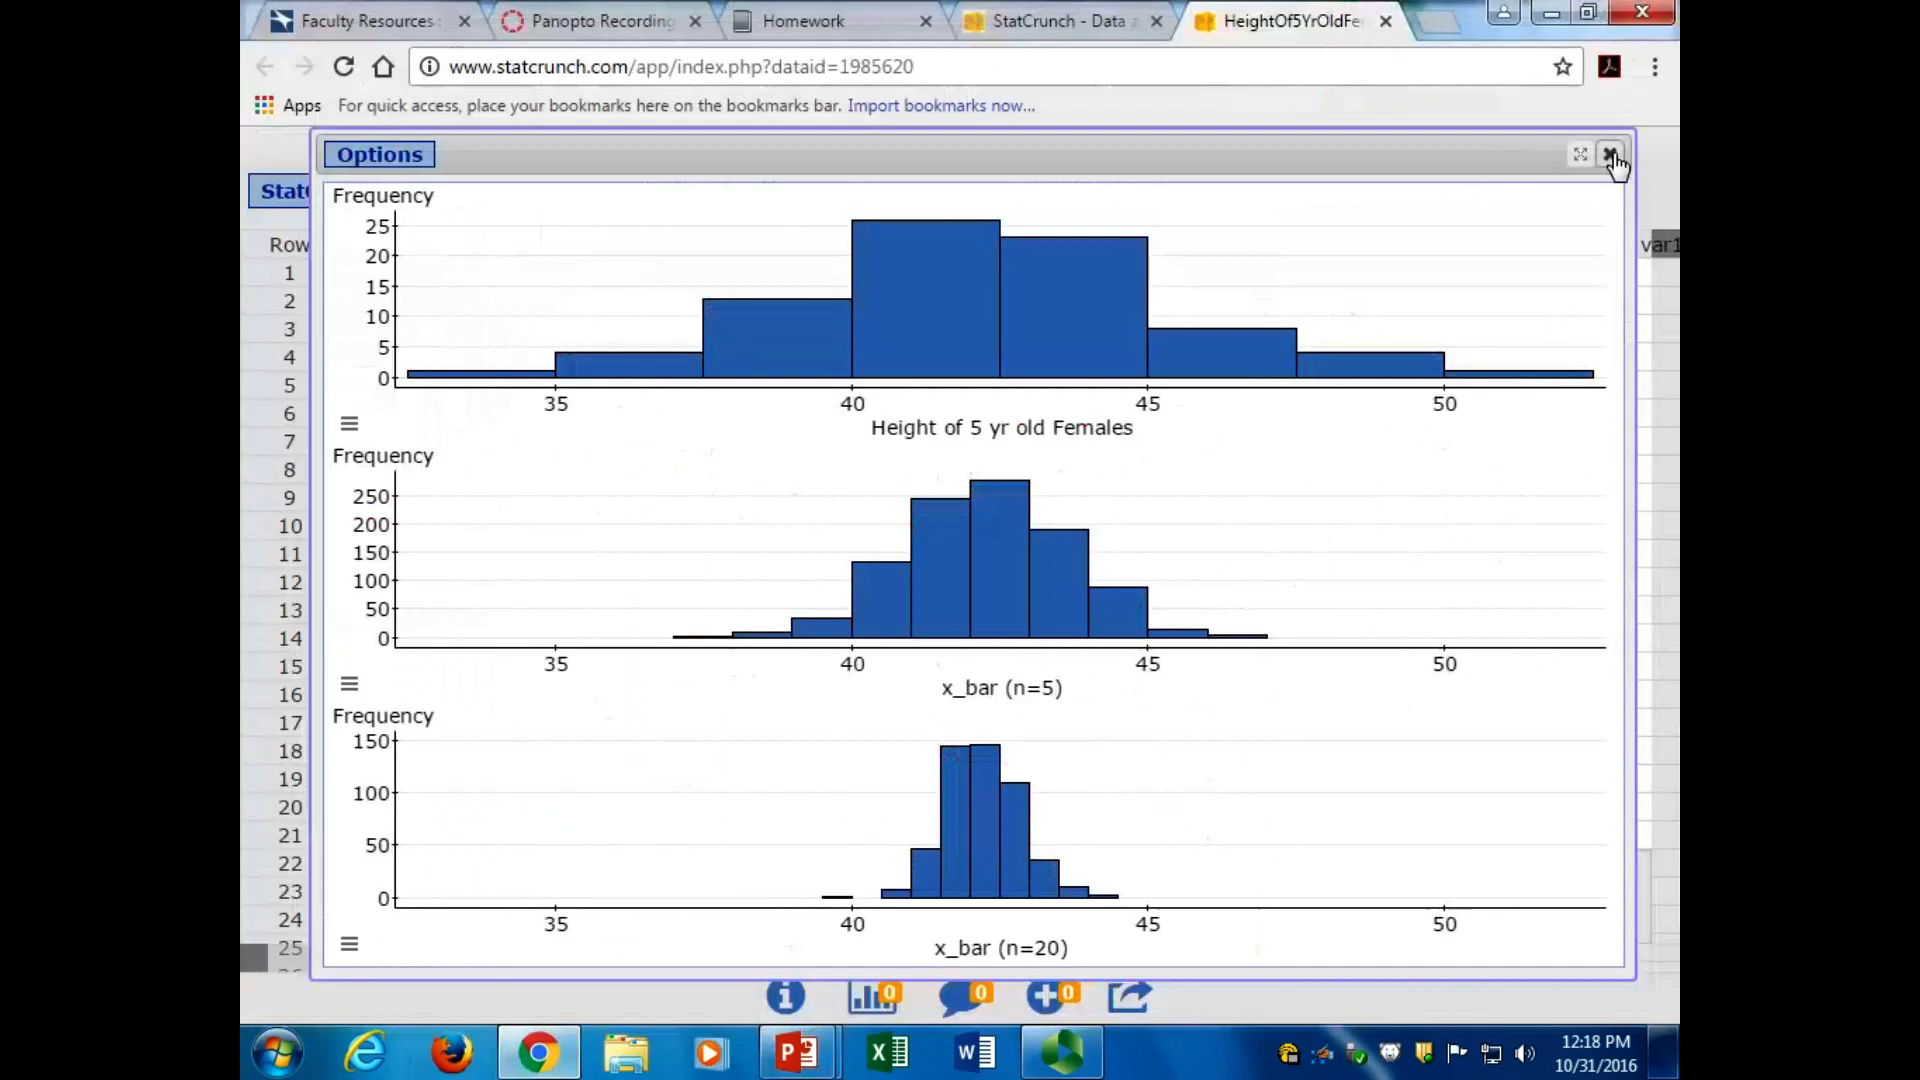 Faculty Resources
Panopto Recording
Homework
StatCrunch - Data a
HeightOf5YrOldFe
www.statcrunch.com/app/index.php?dataid=1985620
Apps
For quick access, place your bookmarks here on the bookmarks bar. Import bookmarks now...
Options
Stat
Row
var1
1
2
3
4
5
6
7
8
9
10
11
12
13
14
15
16
17
18
19
20
21
22
23
24
25
Frequency
25
20
15
10
5
0
35 40 45 50
Height of 5 yr old Females
Frequency
250
200
150
100
50
0
35 40 45 50
x_bar (n=5)
Frequency
150
100
50
0
35 40 45 50
x_bar (n=20)
0 0 0
12:18 PM
10/31/2016